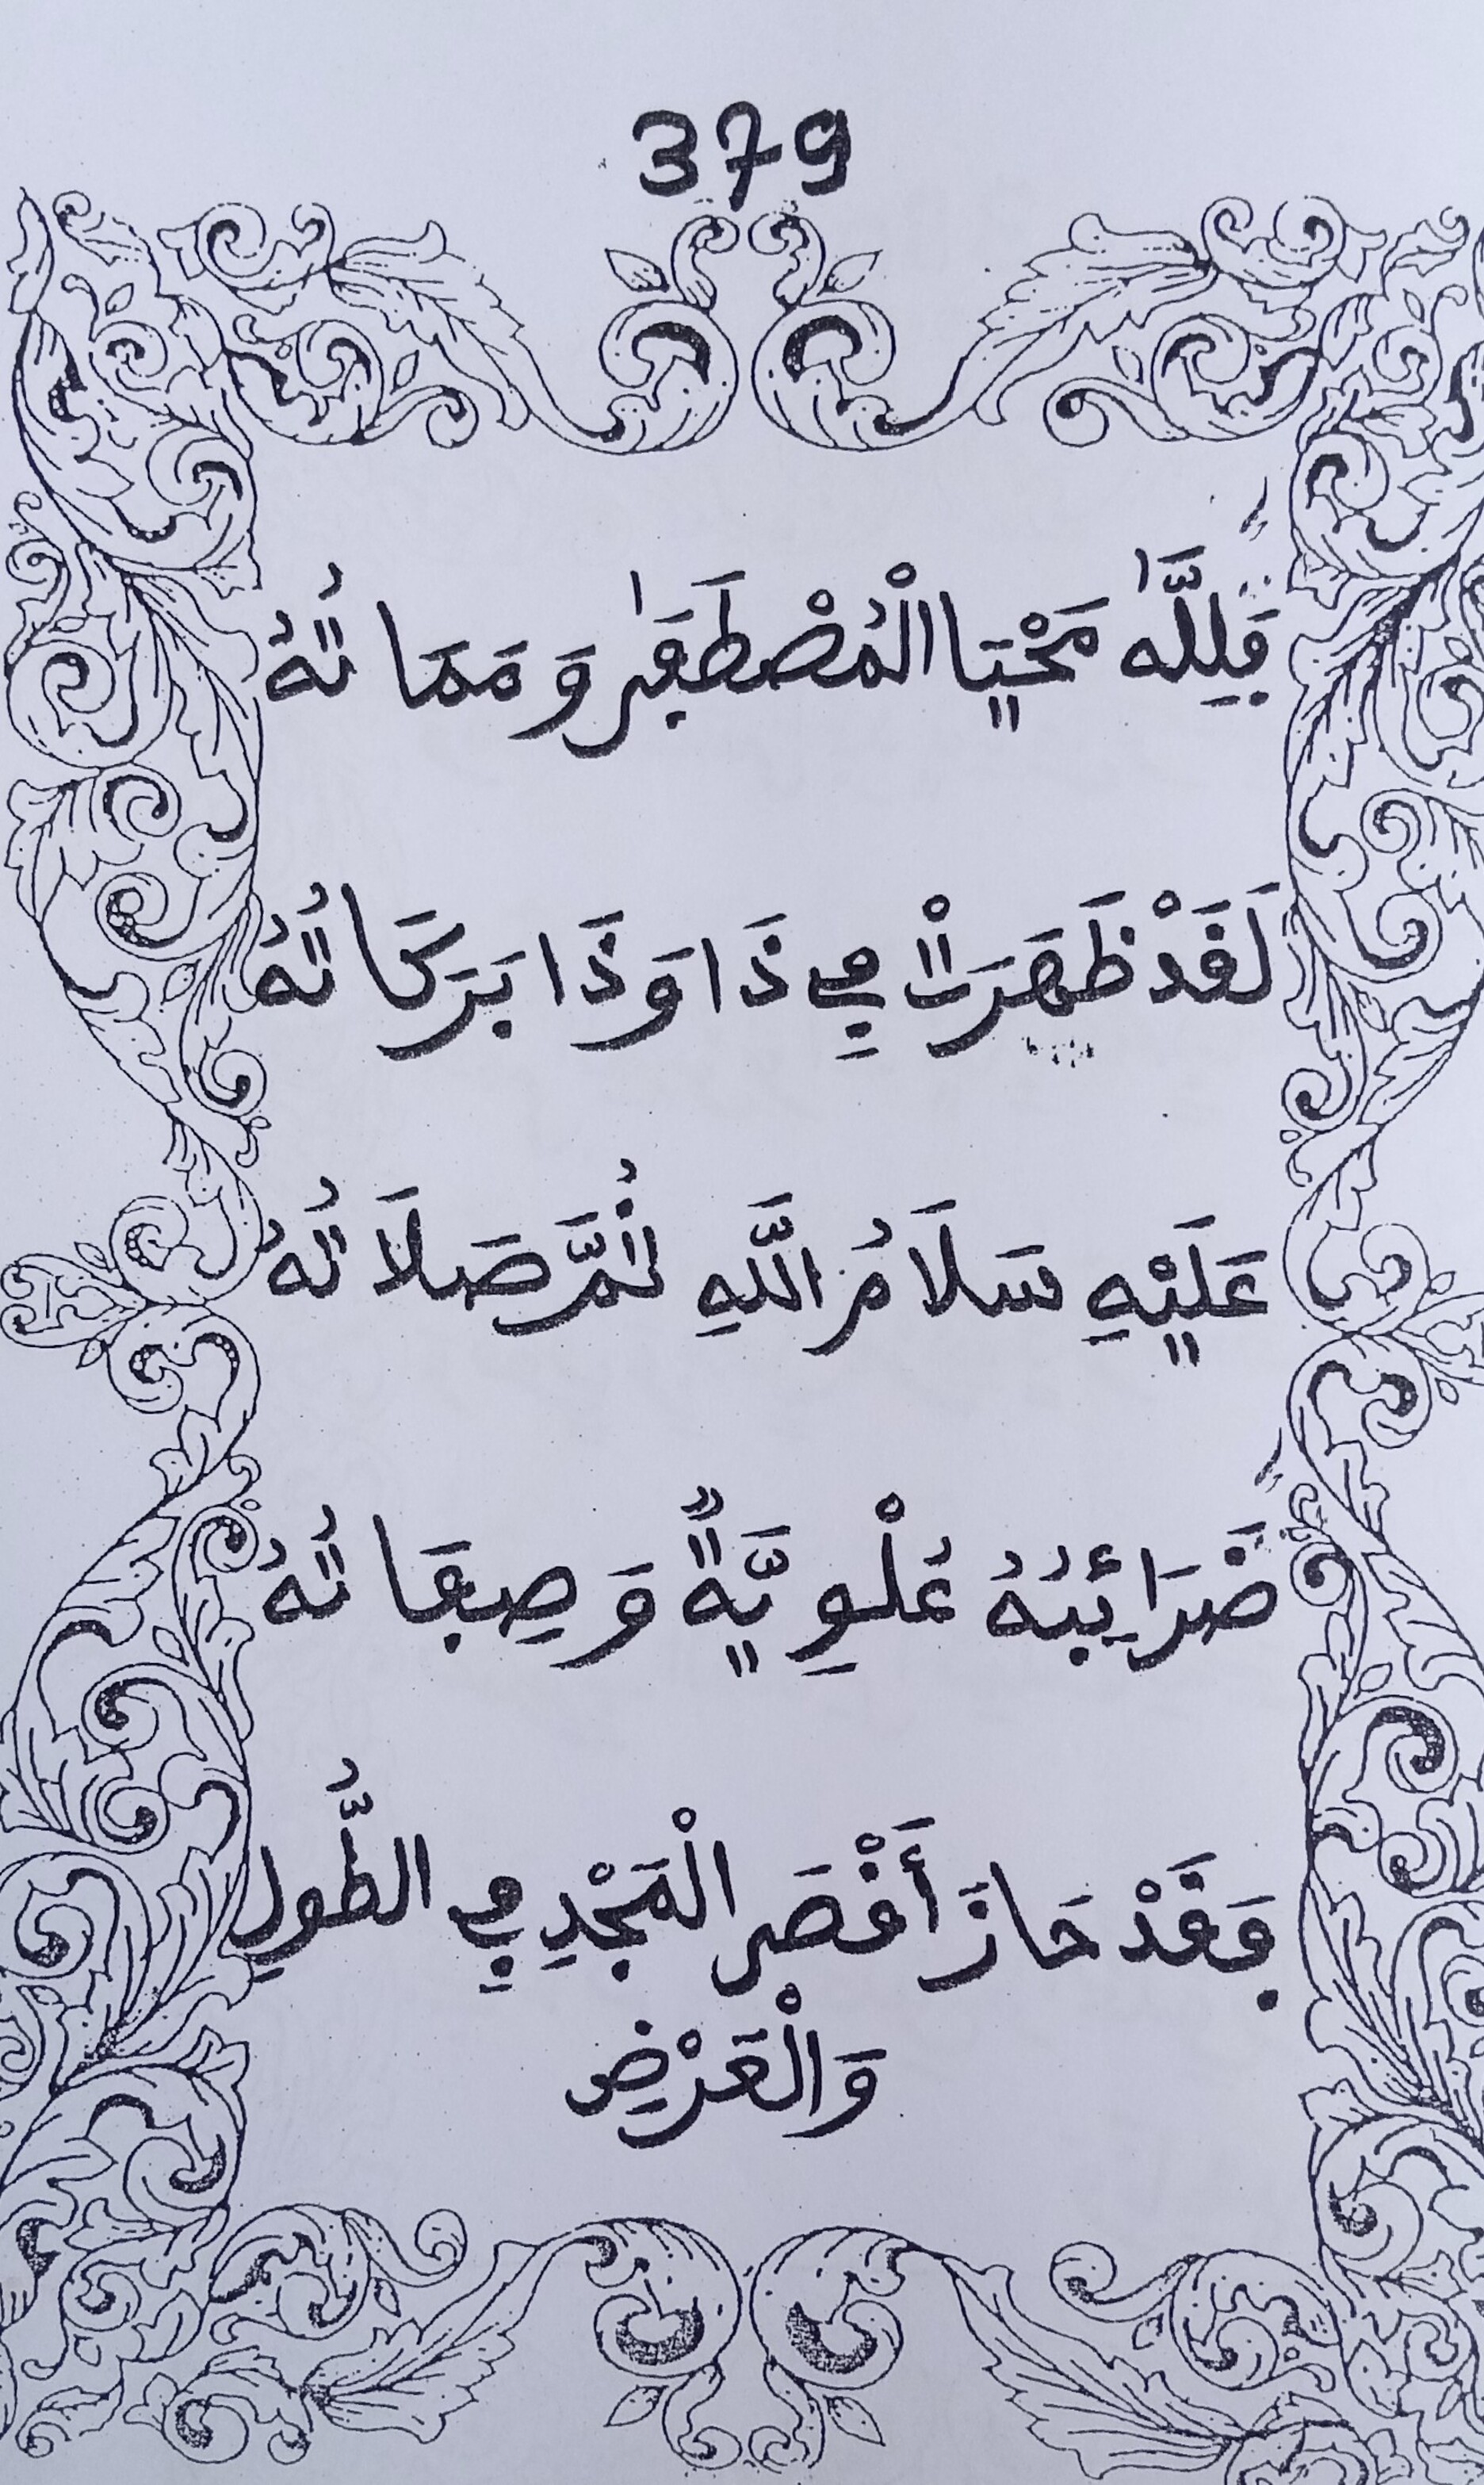 379
فَلِلَّهِ مَحْيَا الْمُصْطَفَىٰ وَمَمَاتُهُ
لَقَدْ ظَهَرَتْ فِي ذَا وَذَا بَرَكَاتُهُ
عَلَيْهِ سَلَامُ اللَّهِ ثُمَّ صَلَاتُهُ
ضَرَائِبُهُ عُلْوِيَّةٌ وَصِفَاتُهُ
فَقَدْ حَازَ أَقْصَى الْمَجْدِ فِي الطُّولِ
وَالْعَرْضِ